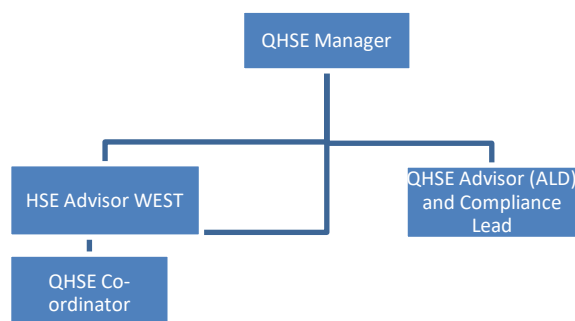 QHSE Manager
HSE Advisor WEST
QHSE Advisor (ALD)
and Compliance
Lead
QHSE Co-
ordinator